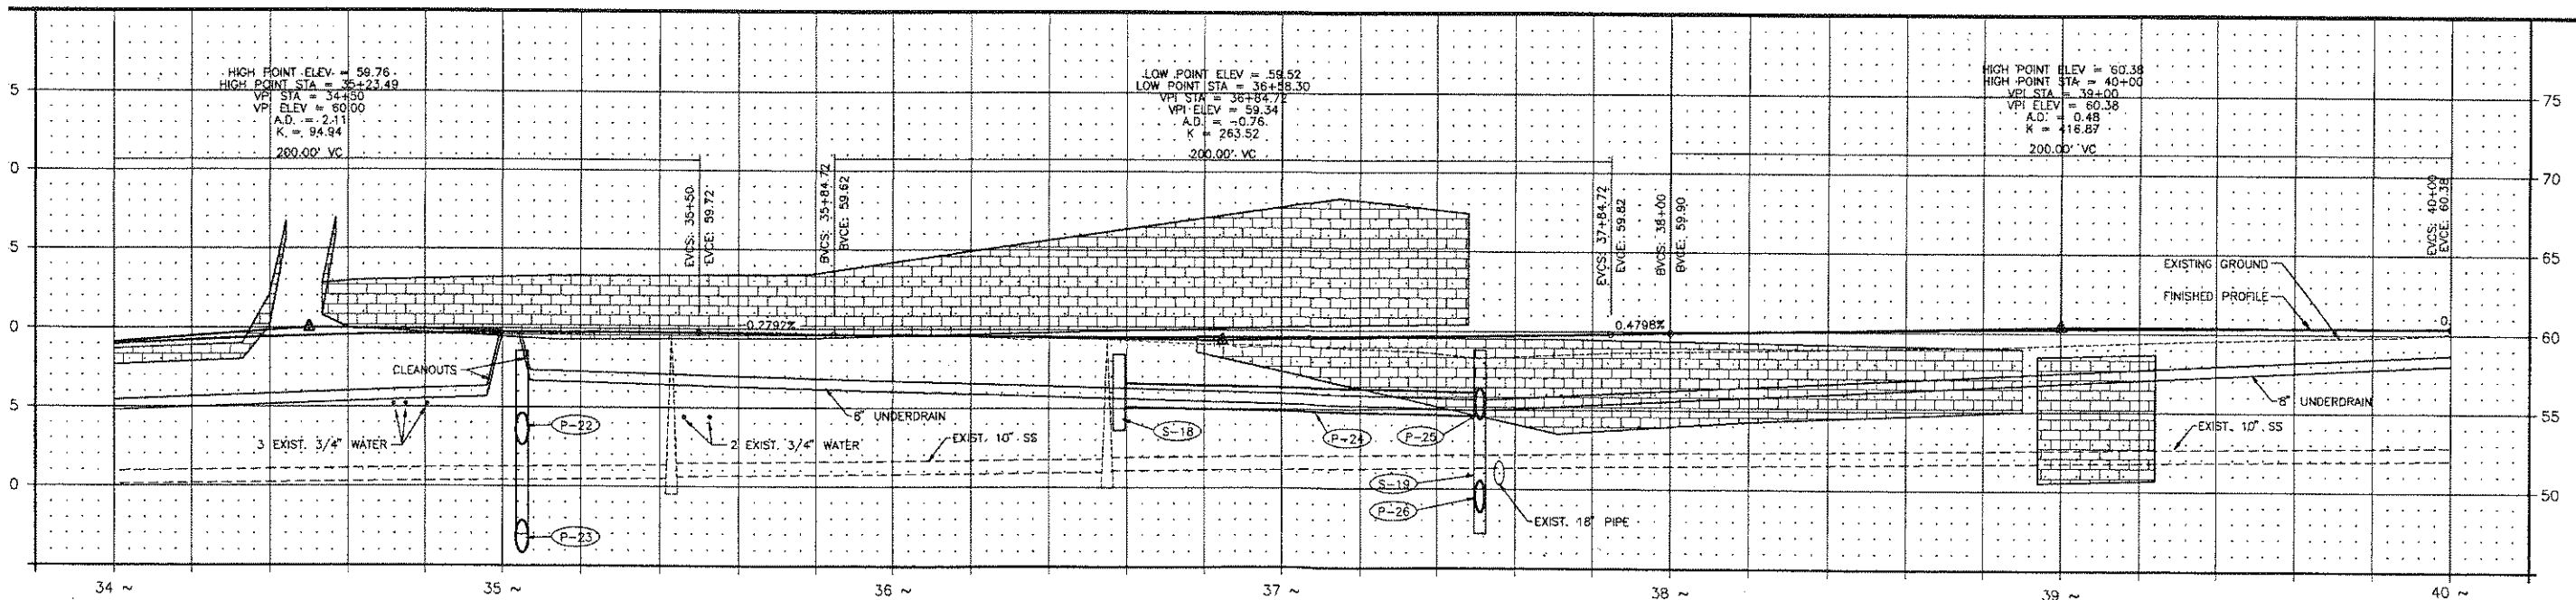 HIGH POINT ELEV = 59.76
HIGH POINT STA = 35+23.49
VPI STA = 34+50
VPI ELEV = 60.00
A.D. = -2.11
K = 94.94
200.00' VC
LOW POINT ELEV = 59.52
LOW POINT STA = 36+58.30
VPI STA = 36+84.72
VPI ELEV = 59.34
A.D. = -0.76
K = 263.52
200.00' VC
HIGH POINT ELEV = 60.38
HIGH POINT STA = 40+00
VPI STA = 39+00
VPI ELEV = 60.38
A.D. = 0.48
K = 416.87
200.00' VC
EVCS: 35+50
EVCE: 59.72
BVCS: 35+84.72
BVCE: 59.62
EVCS: 37+84.72
EVCE: 59.82
BVCS: 38+00
BVCE: 59.90
EVCS: 40+00
EVCE: 60.38
5
0
5
0
5
0
75
70
65
60
55
50
EXISTING GROUND
FINISHED PROFILE
-0.2792%
0.4798%
0.
CLEANOUTS
3 EXIST. 3/4" WATER
P-22
P-23
6" UNDERDRAIN
2 EXIST. 3/4" WATER
EXIST. 10" SS
S-18
P-24
P-25
S-19
P-26
EXIST. 18" PIPE
8" UNDERDRAIN
EXIST. 10" SS
34 ~
35 ~
36 ~
37 ~
38 ~
39 ~
40 ~